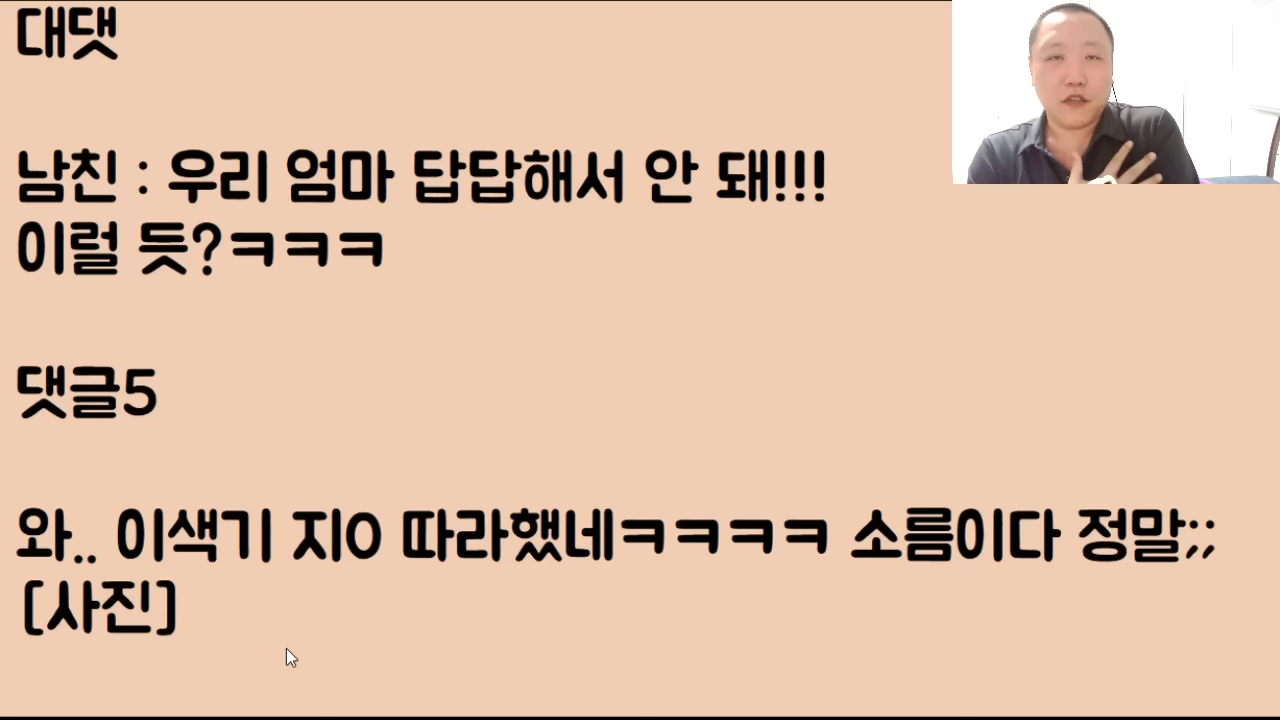 대댓
남친 : 우리 엄마 답답해서 안 돼!!!
이럴 듯?ㅋㅋㅋ
댓글5
와.. 이색기 지0 따라했네ㅋㅋㅋㅋ 소름이다 정말;;
[사진]